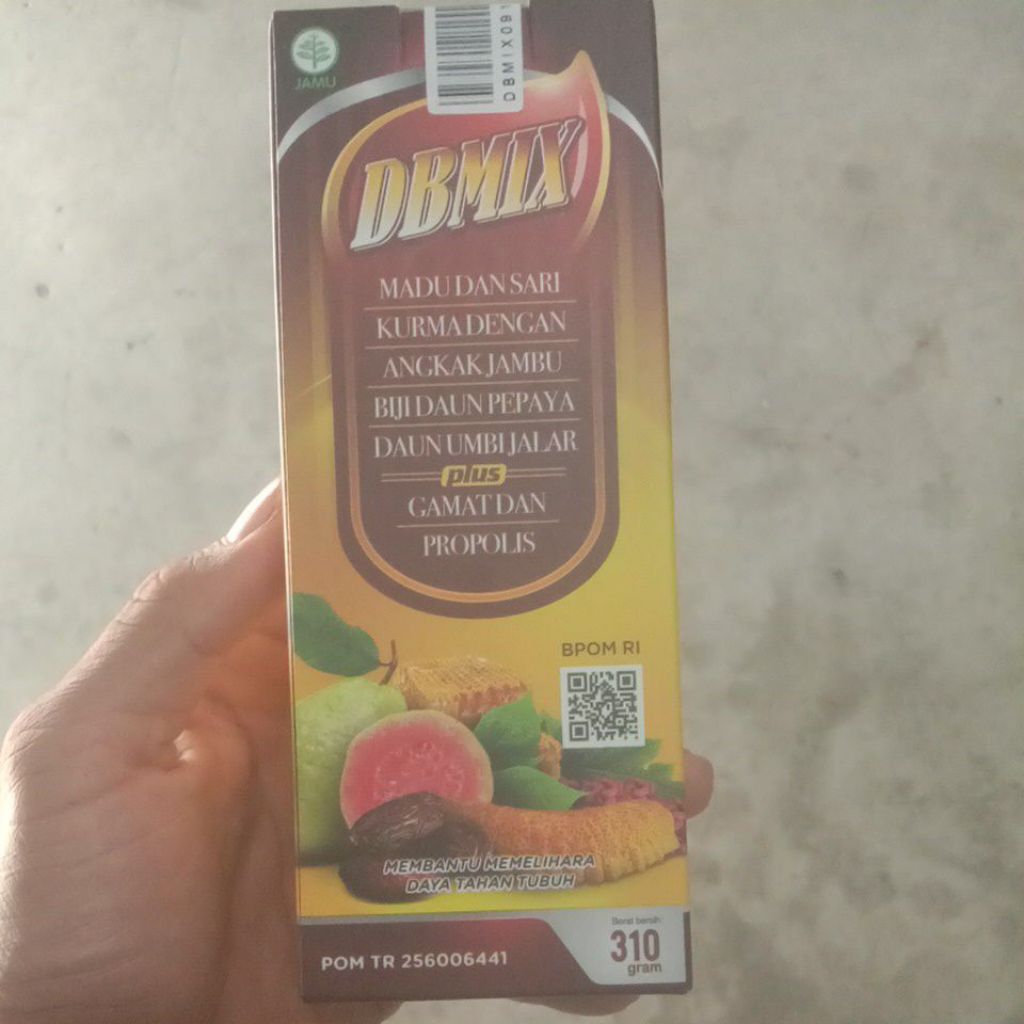 JAMU
DBMIX091
DBMIX
MADU DAN SARI
KURMA DENGAN
ANGKAK JAMBU
BIJI DAUN PEPAYA
DAUN UMBI JALAR
plus
GAMAT DAN
PROPOLIS
BPOM RI
MEMBANTU MEMELIHARA
DAYA TAHAN TUBUH
Berat bersih:
310
gram
POM TR 256006441